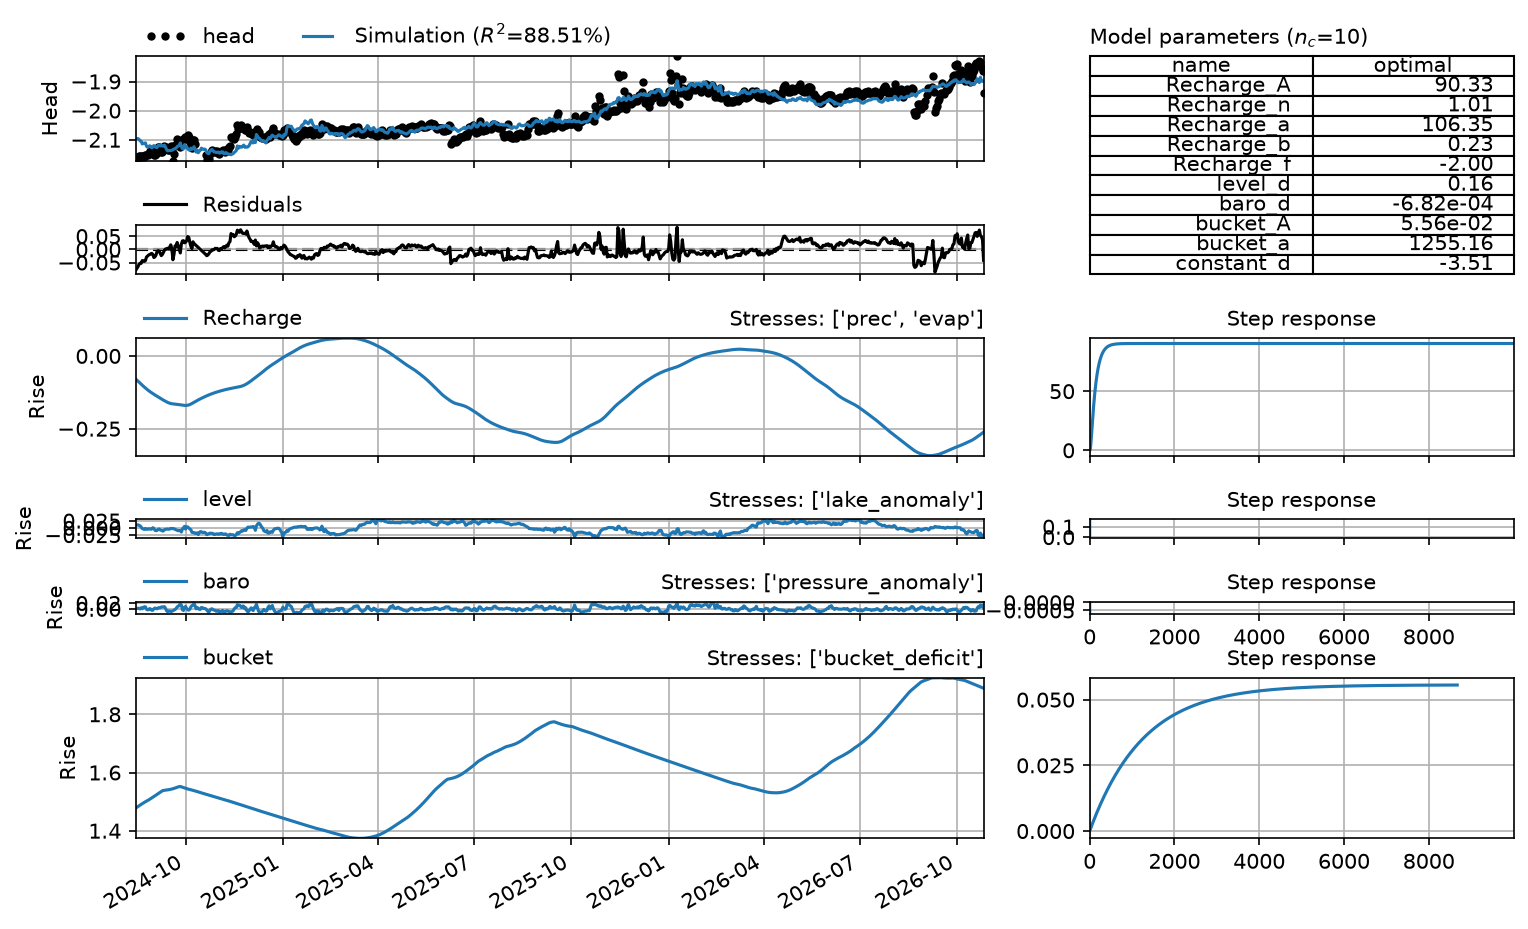 head Simulation (R²=88.51%)
Head
−1.9
−2.0
−2.1
Residuals
0.05
0.00
−0.05
Recharge Stresses: ['prec', 'evap']
Rise
0.00
−0.25
level Stresses: ['lake_anomaly']
Rise
0.025
0.000
−0.025
baro Stresses: ['pressure_anomaly']
Rise
0.02
0.00
bucket Stresses: ['bucket_deficit']
Rise
1.8
1.6
1.4
2024-10 2025-01 2025-04 2025-07 2025-10 2026-01 2026-04 2026-07 2026-10
Model parameters (n_c=10)
name optimal
Recharge_A 90.33
Recharge_n 1.01
Recharge_a 106.35
Recharge_b 0.23
Recharge_f -2.00
level_d 0.16
baro_d -6.82e-04
bucket_A 5.56e-02
bucket_a 1255.16
constant_d -3.51
Step response
50
0
Step response
0.1
0.0
Step response
0.0000
−0.0005
0 2000 4000 6000 8000
Step response
0.050
0.025
0.000
0 2000 4000 6000 8000